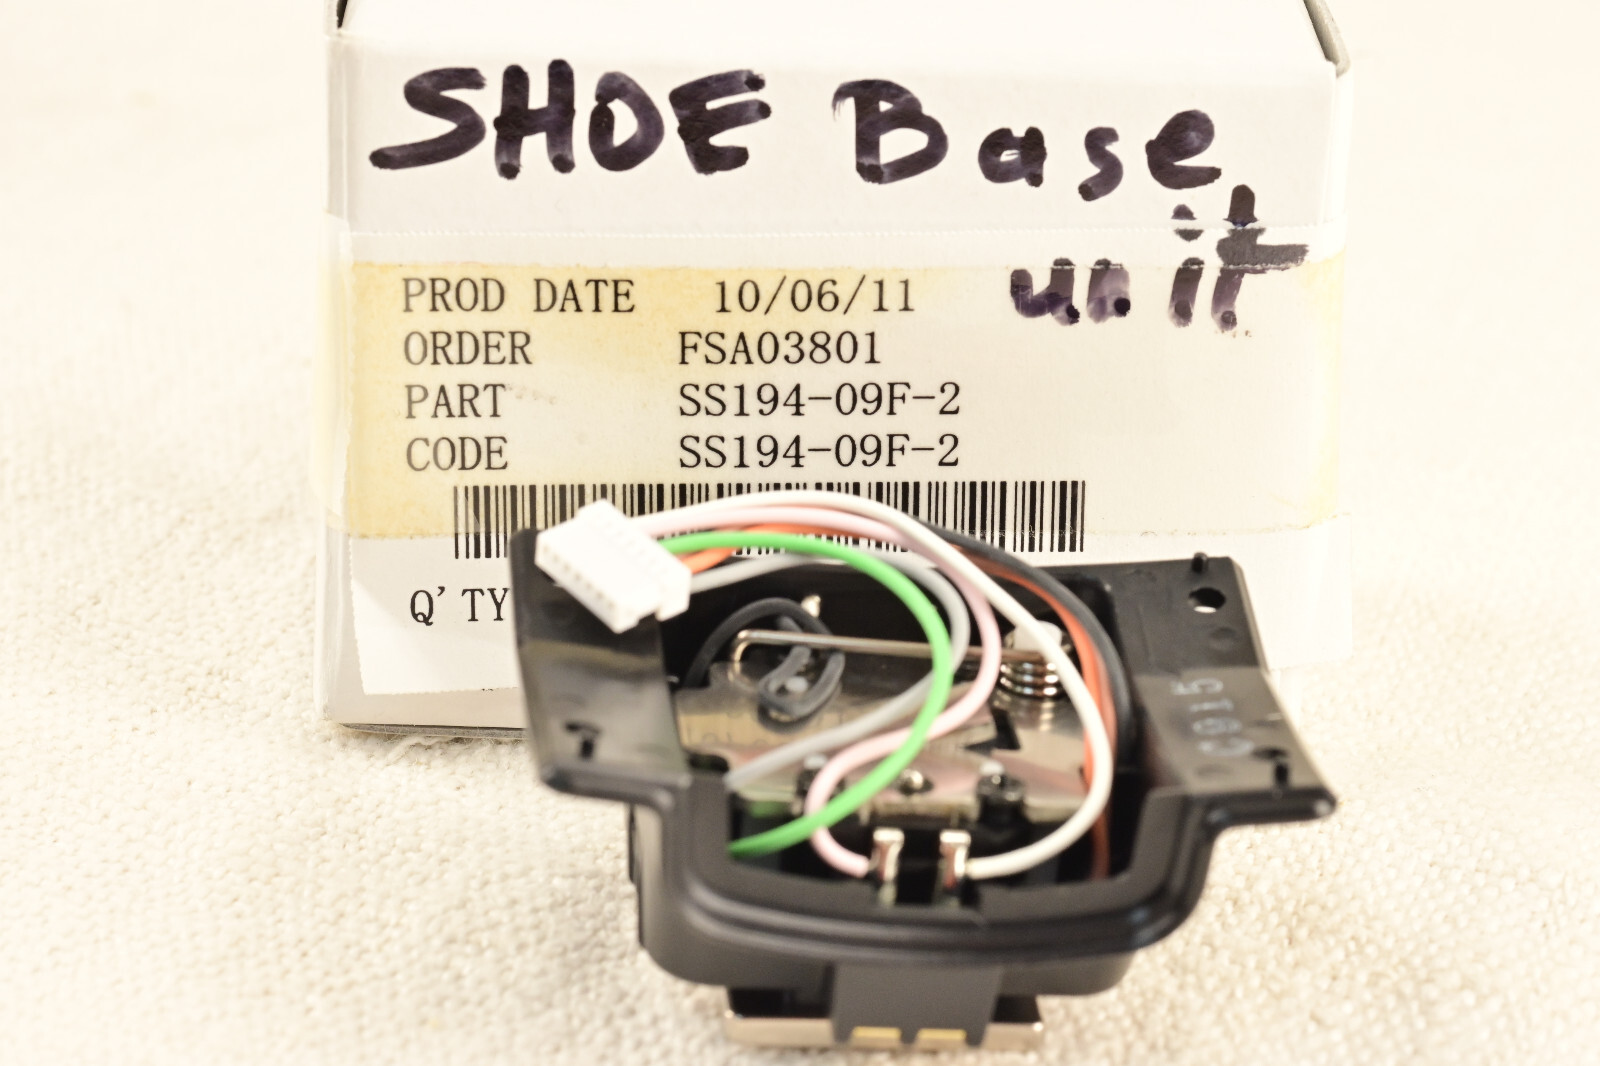 SHOE Base
unit
PROD DATE 10/06/11
ORDER FSA03801
PART SS194-09F-2
CODE SS194-09F-2
Q'TY